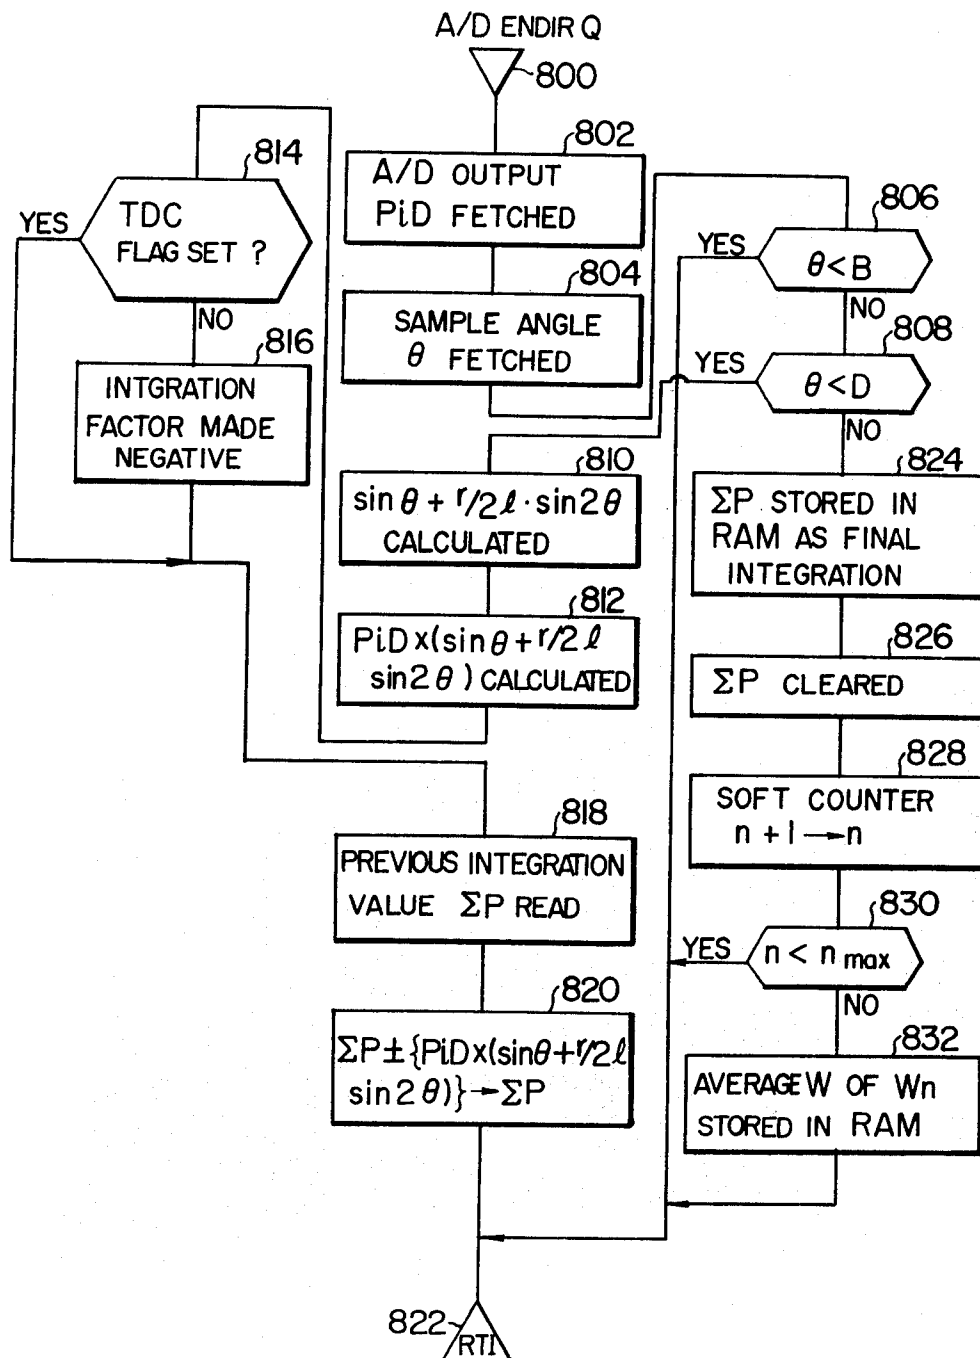 A/D ENDIR Q
800
802
A/D OUTPUT
PiD FETCHED
804
SAMPLE ANGLE
θ FETCHED
806
θ<B
YES
NO
808
θ<D
YES
NO
810
sinθ + r/2ℓ · sin2θ
CALCULATED
812
PiD x (sinθ + r/2ℓ
sin2θ) CALCULATED
814
TDC
FLAG SET ?
YES
NO
816
INTGRATION
FACTOR MADE
NEGATIVE
818
PREVIOUS INTEGRATION
VALUE ΣP READ
820
ΣP±{PiDx(sinθ+r/2ℓ
sin2θ)}→ΣP
822
RTI
824
ΣP STORED IN
RAM AS FINAL
INTEGRATION
826
ΣP CLEARED
828
SOFT COUNTER
n + 1 → n
830
n < n max
YES
NO
832
AVERAGE W OF Wn
STORED IN RAM